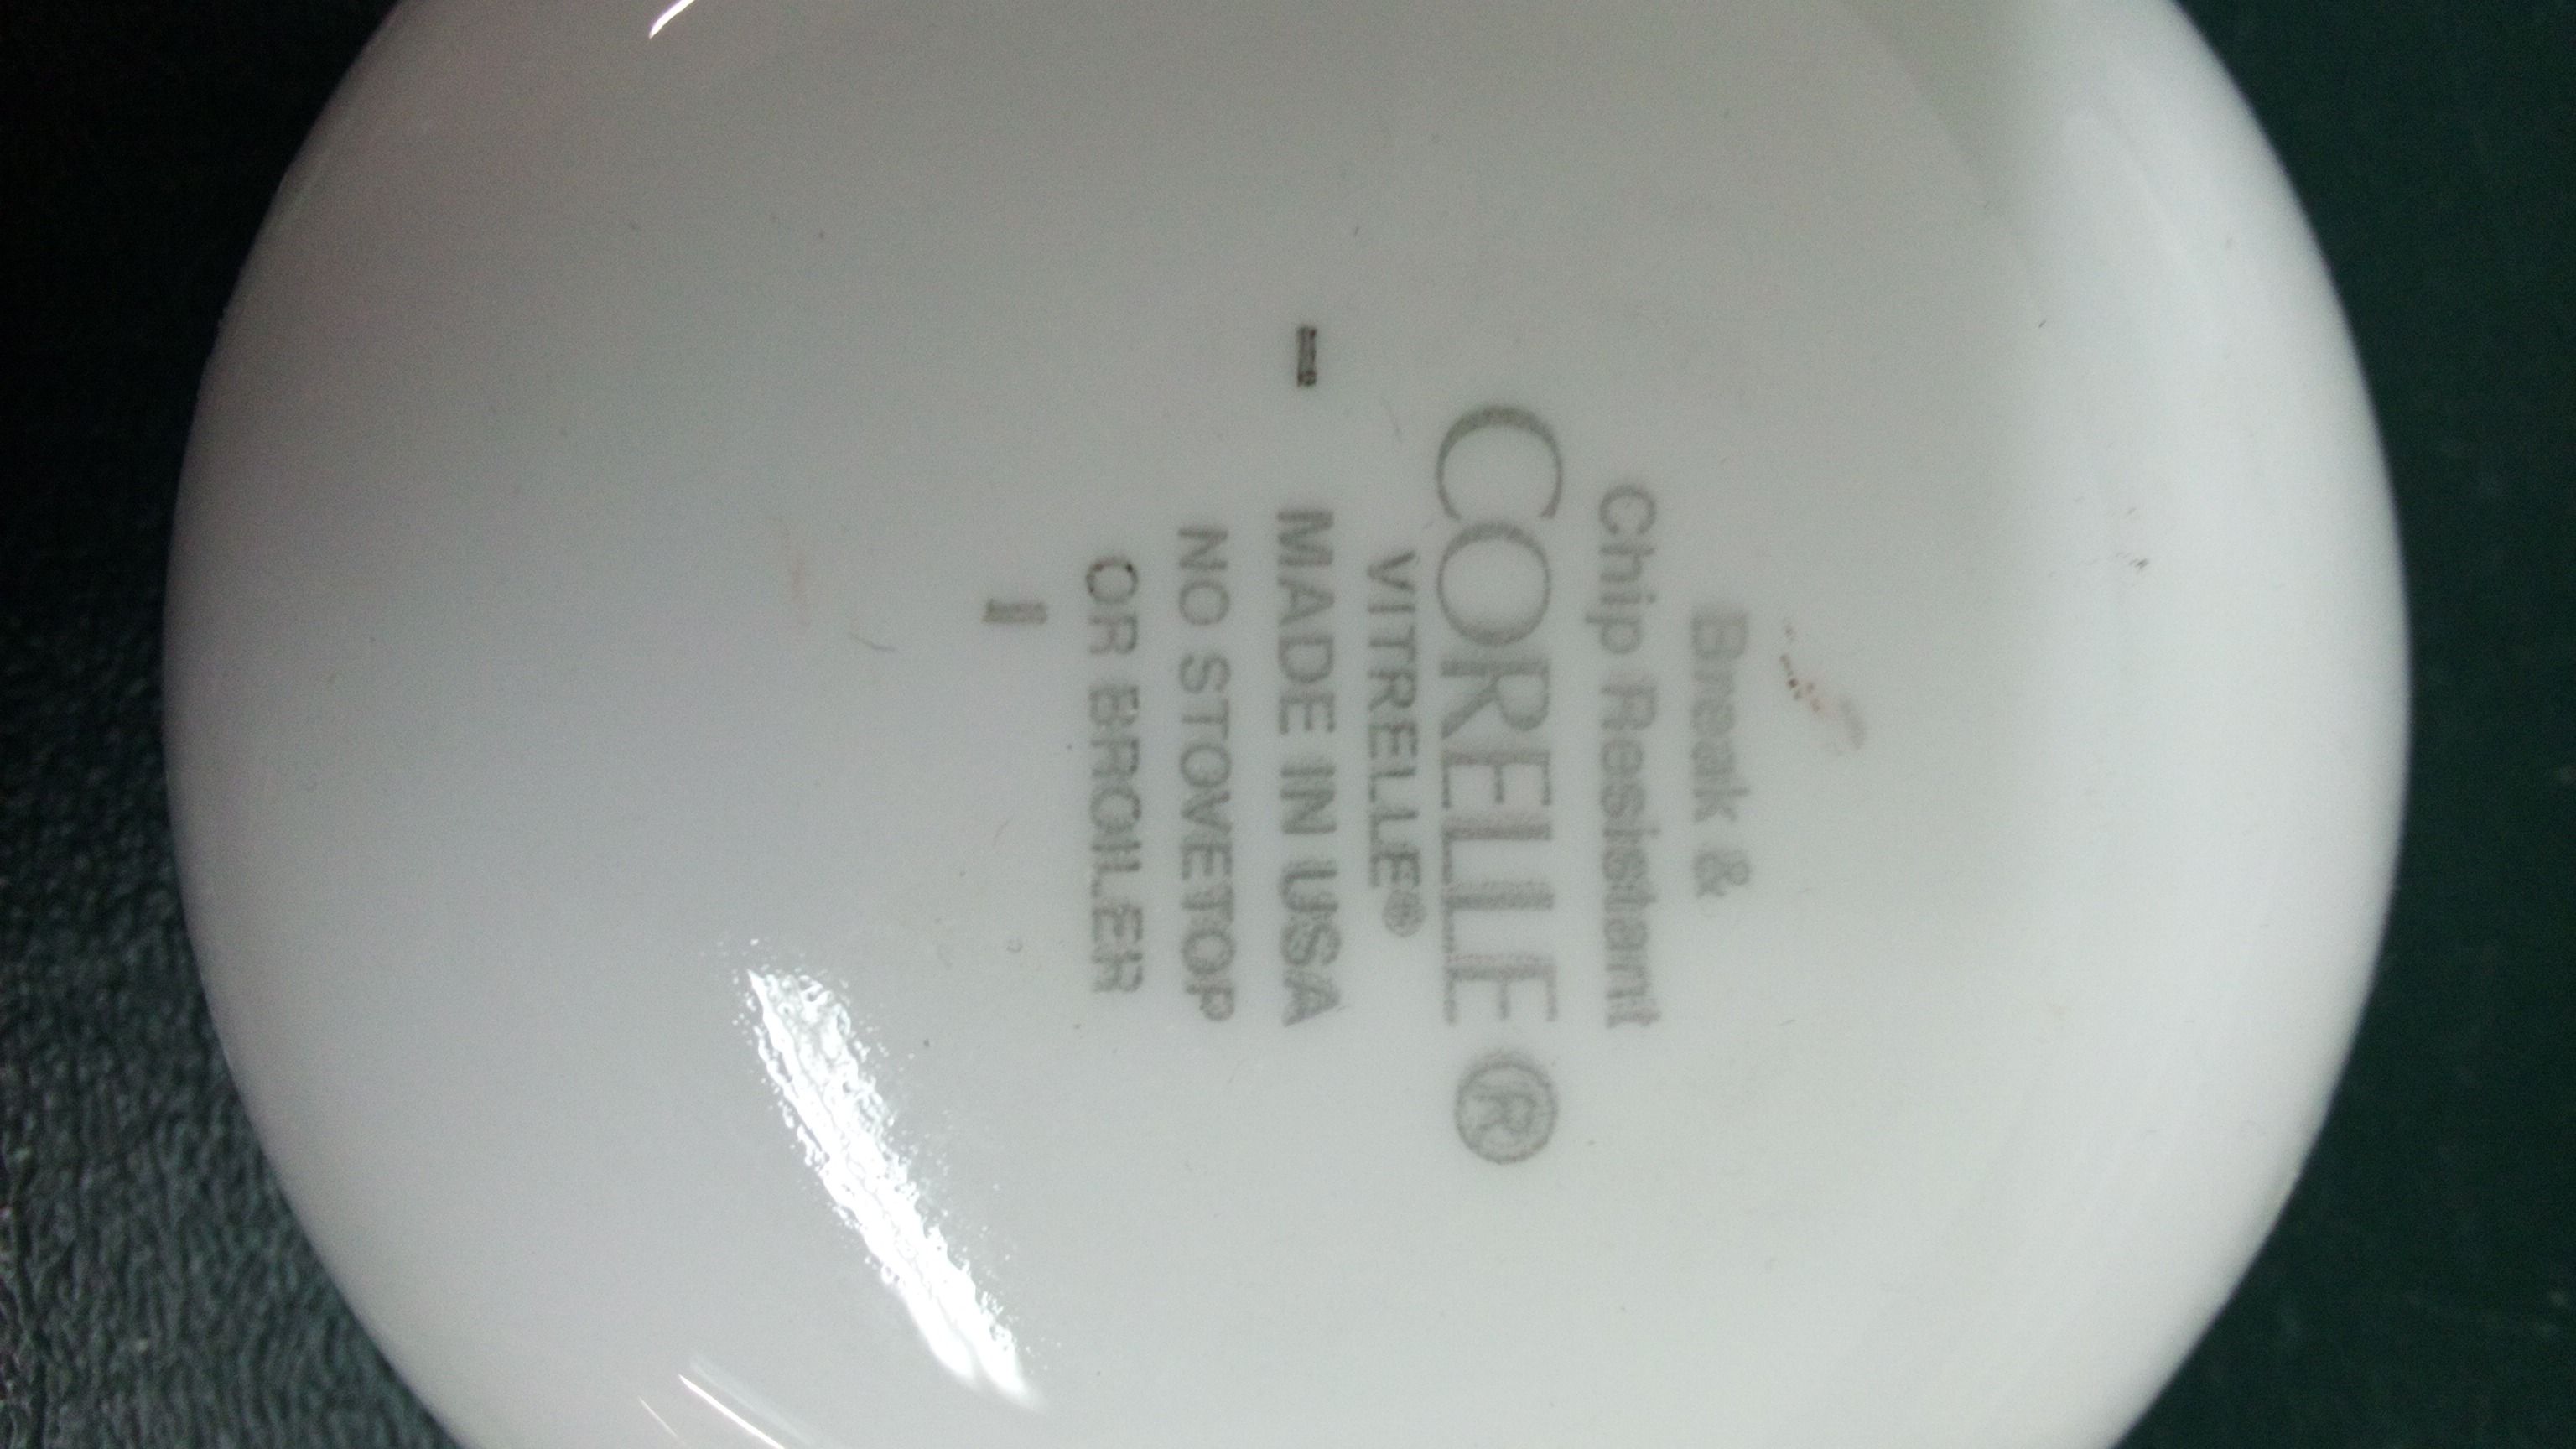 Break &
Chip Resistant
CORELLE ®
VITRELLE®
MADE IN USA
NO STOVETOP
OR BROILER